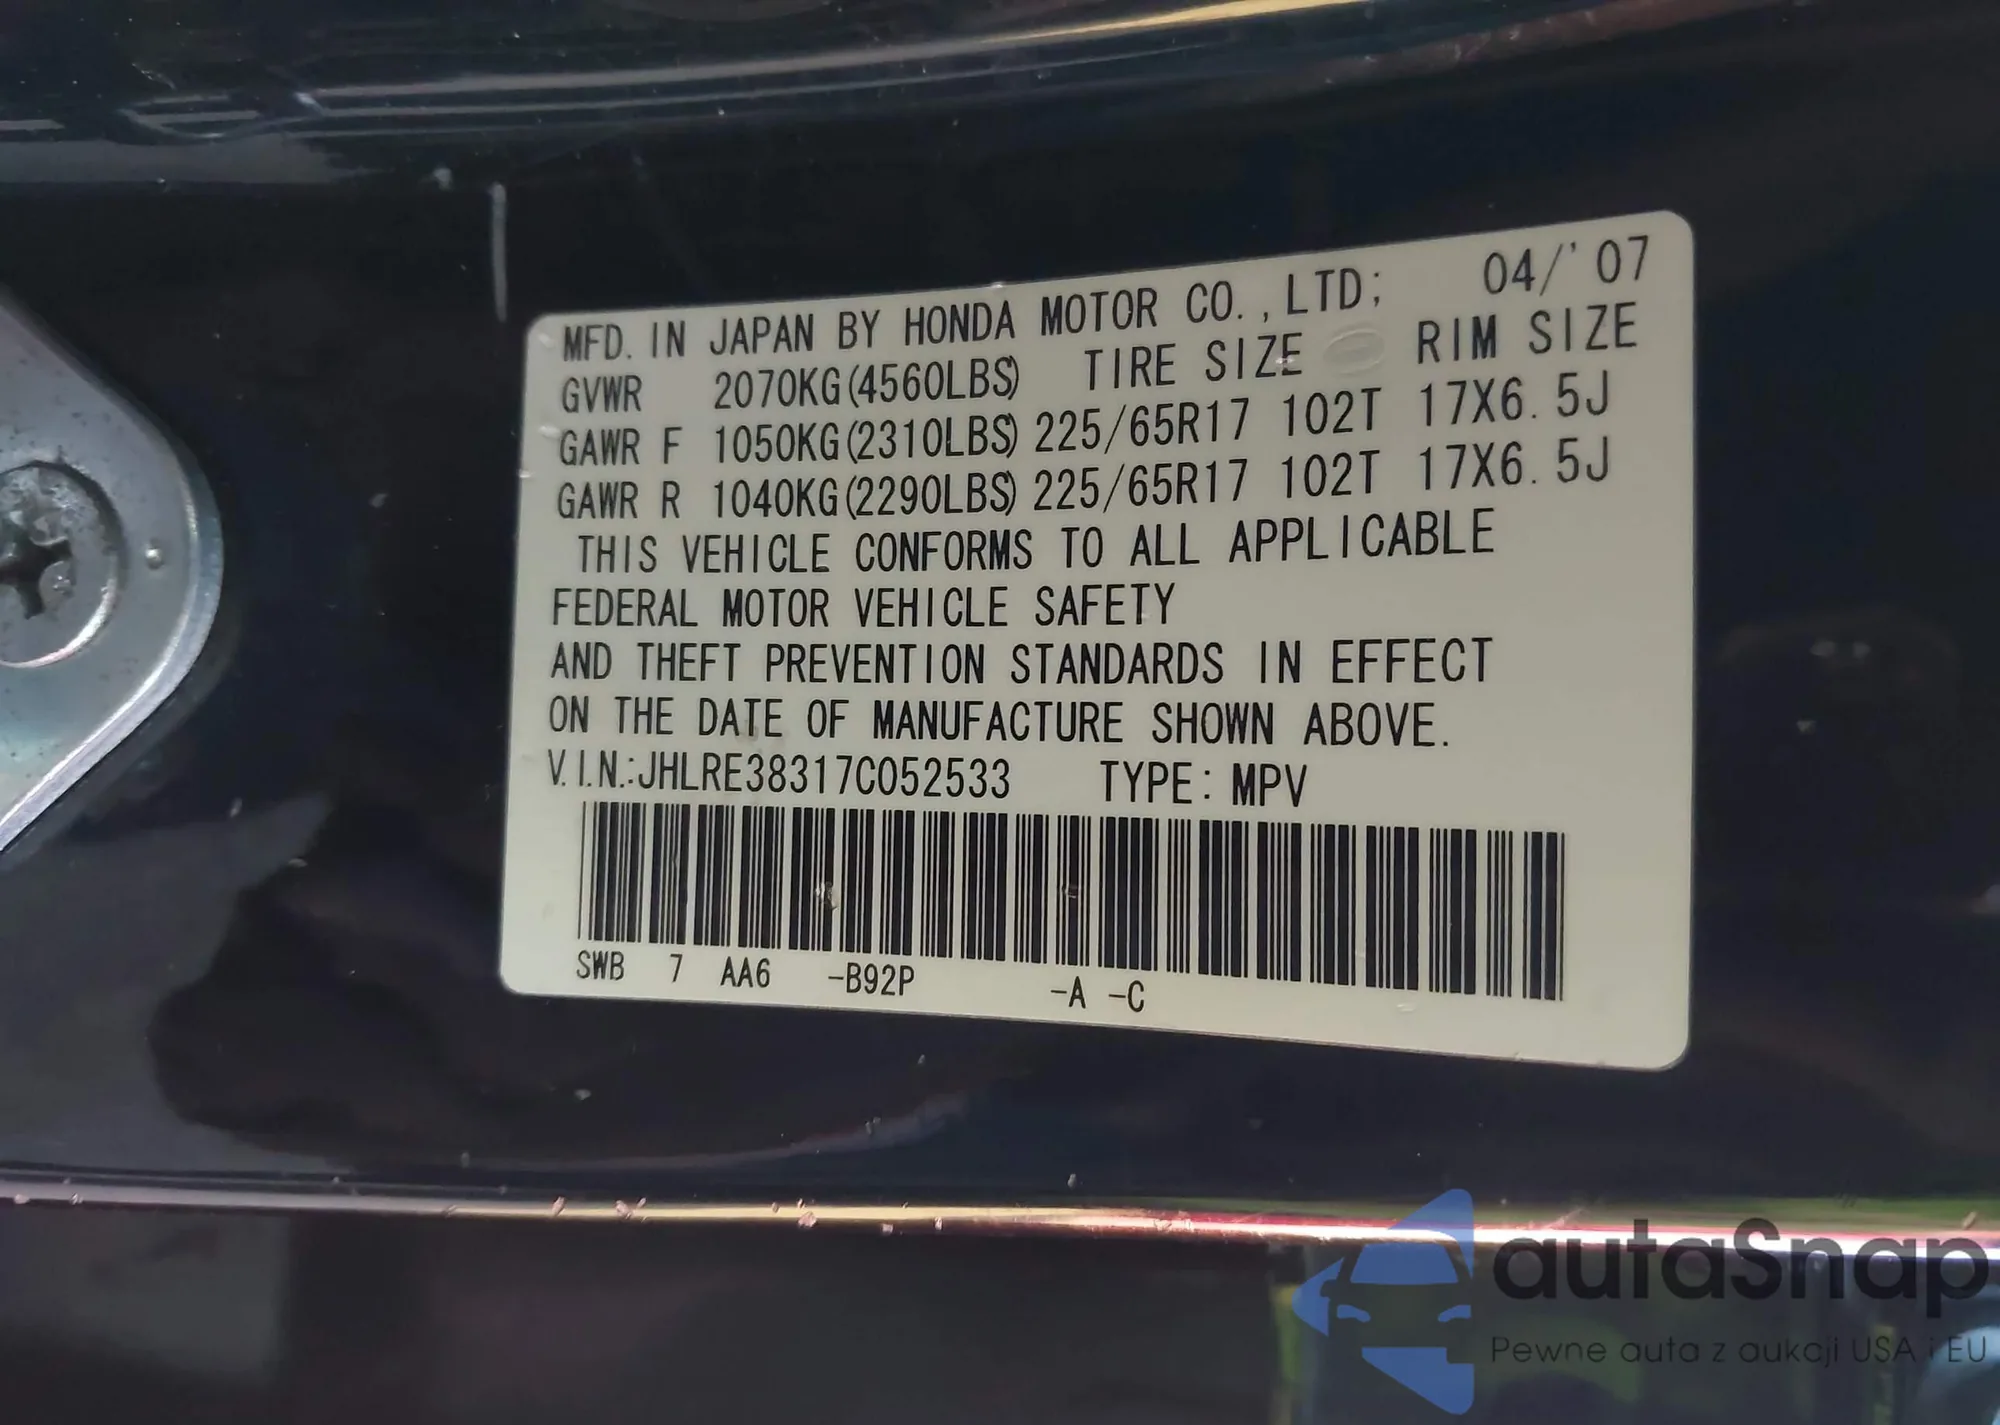 MFD. IN JAPAN BY HONDA MOTOR CO.,LTD; 04/'07
GVWR 2070KG(4560LBS) TIRE SIZE RIM SIZE
GAWR F 1050KG(2310LBS) 225/65R17 102T 17X6.5J
GAWR R 1040KG(2290LBS) 225/65R17 102T 17X6.5J
THIS VEHICLE CONFORMS TO ALL APPLICABLE
FEDERAL MOTOR VEHICLE SAFETY
AND THEFT PREVENTION STANDARDS IN EFFECT
ON THE DATE OF MANUFACTURE SHOWN ABOVE.
V.I.N.:JHLRE38317C052533 TYPE: MPV
SWB 7 AA6 -B92P -A -C
autaSnap
Pewne auta z aukcji USA i EU